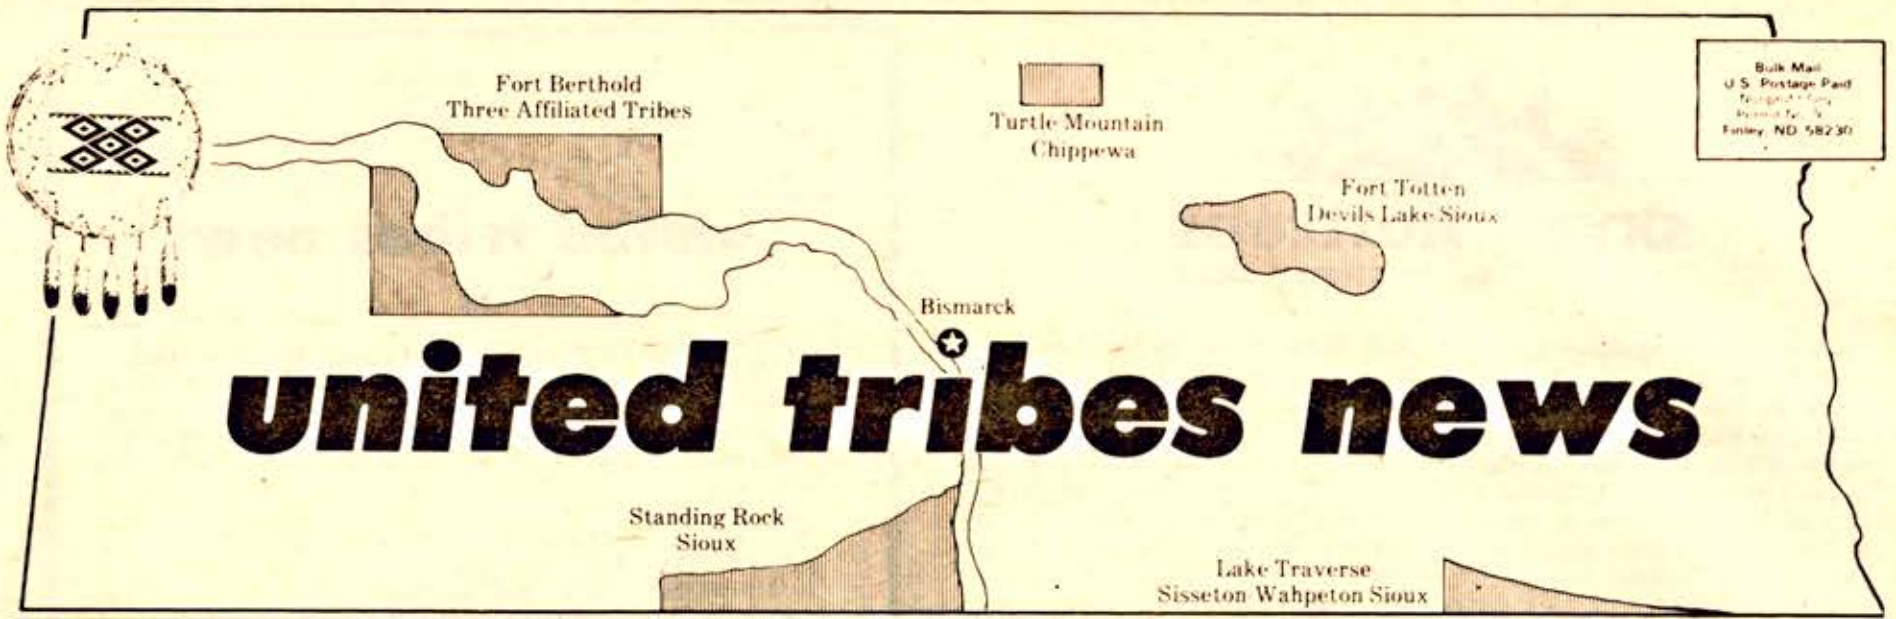 Fort Berthold
Three Affiliated Tribes
Turtle Mountain
Chippewa
Bulk Mail
U.S. Postage Paid
Finley, ND 58230
Fort Totten
Devils Lake Sioux
Bismarck
united tribes news
Standing Rock
Sioux
Lake Traverse
Sisseton-Wahpeton Sioux